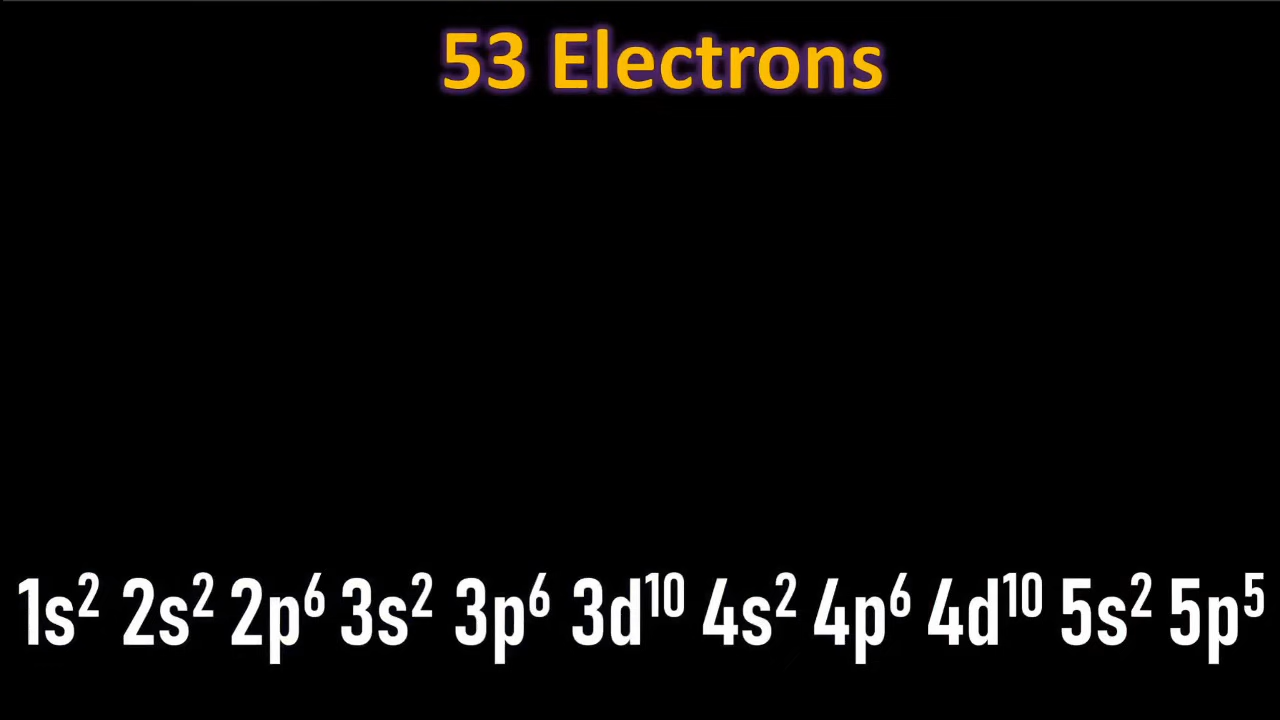 53 Electrons
1s² 2s² 2p⁶ 3s² 3p⁶ 3d¹⁰ 4s² 4p⁶ 4d¹⁰ 5s² 5p⁵